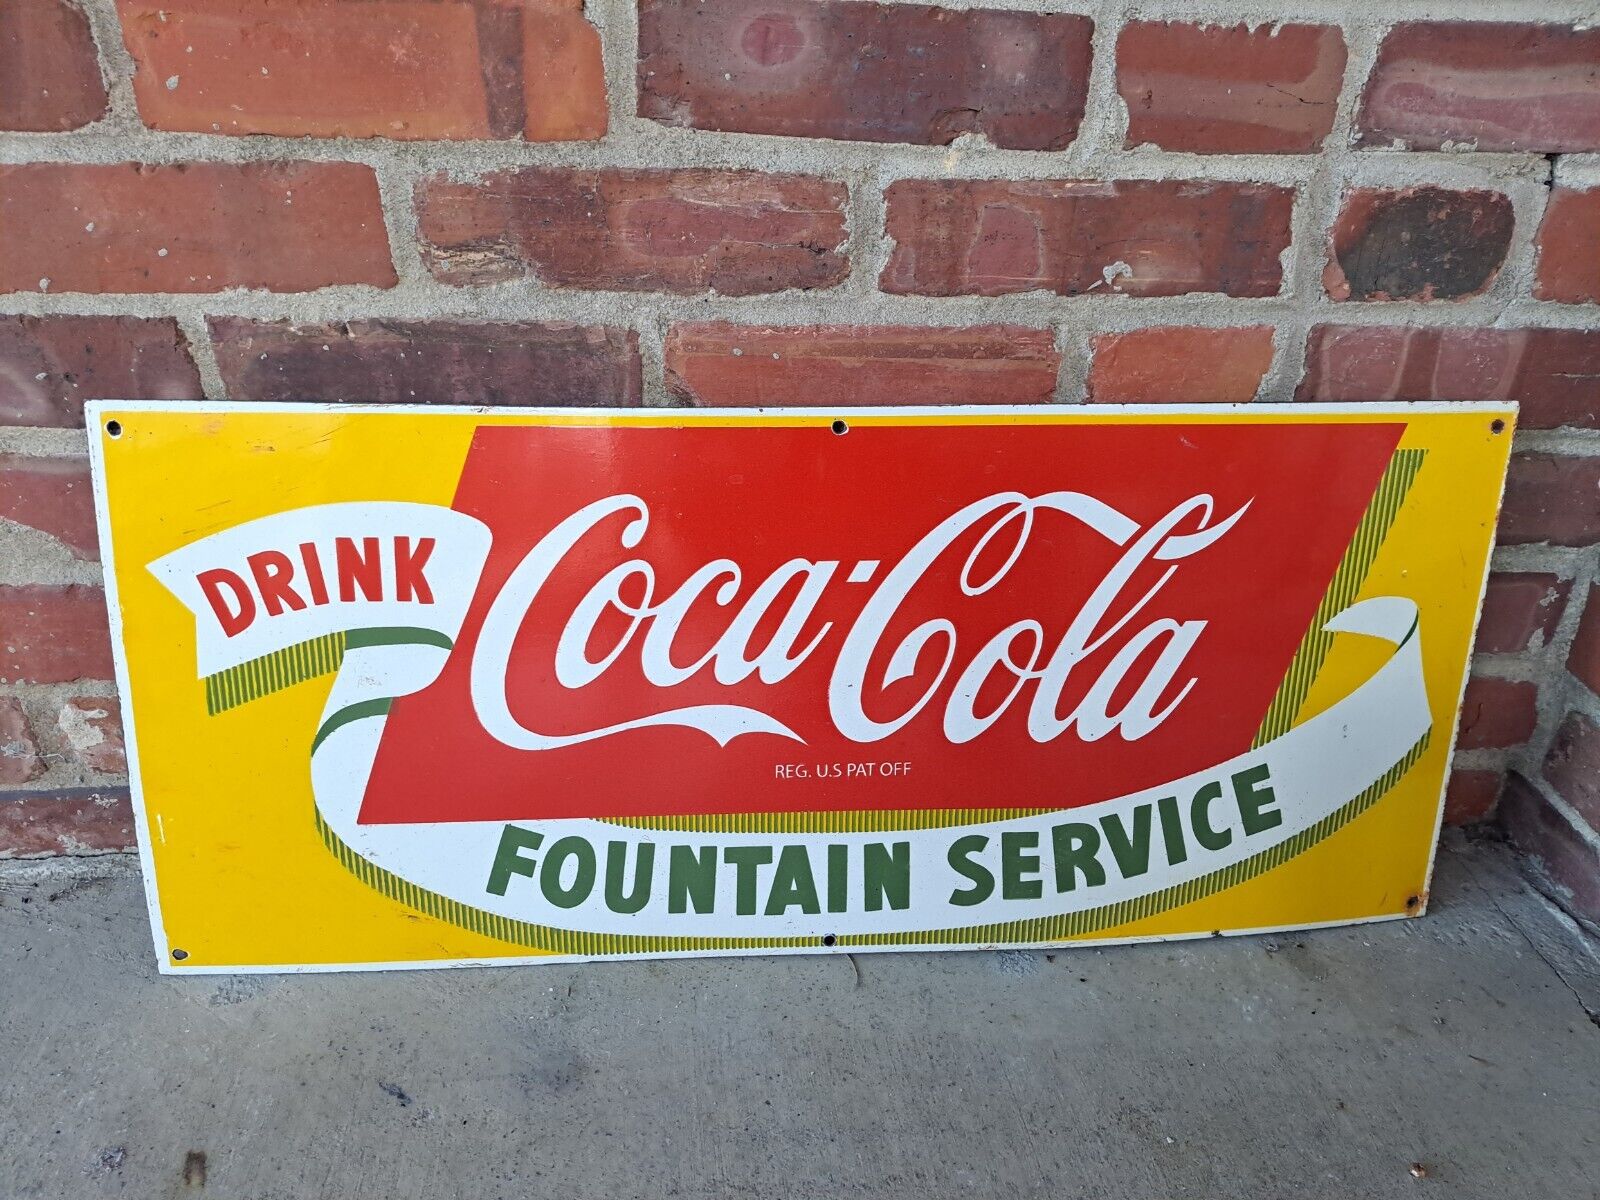 DRINK
Coca-Cola
REG. U.S PAT OFF
FOUNTAIN SERVICE